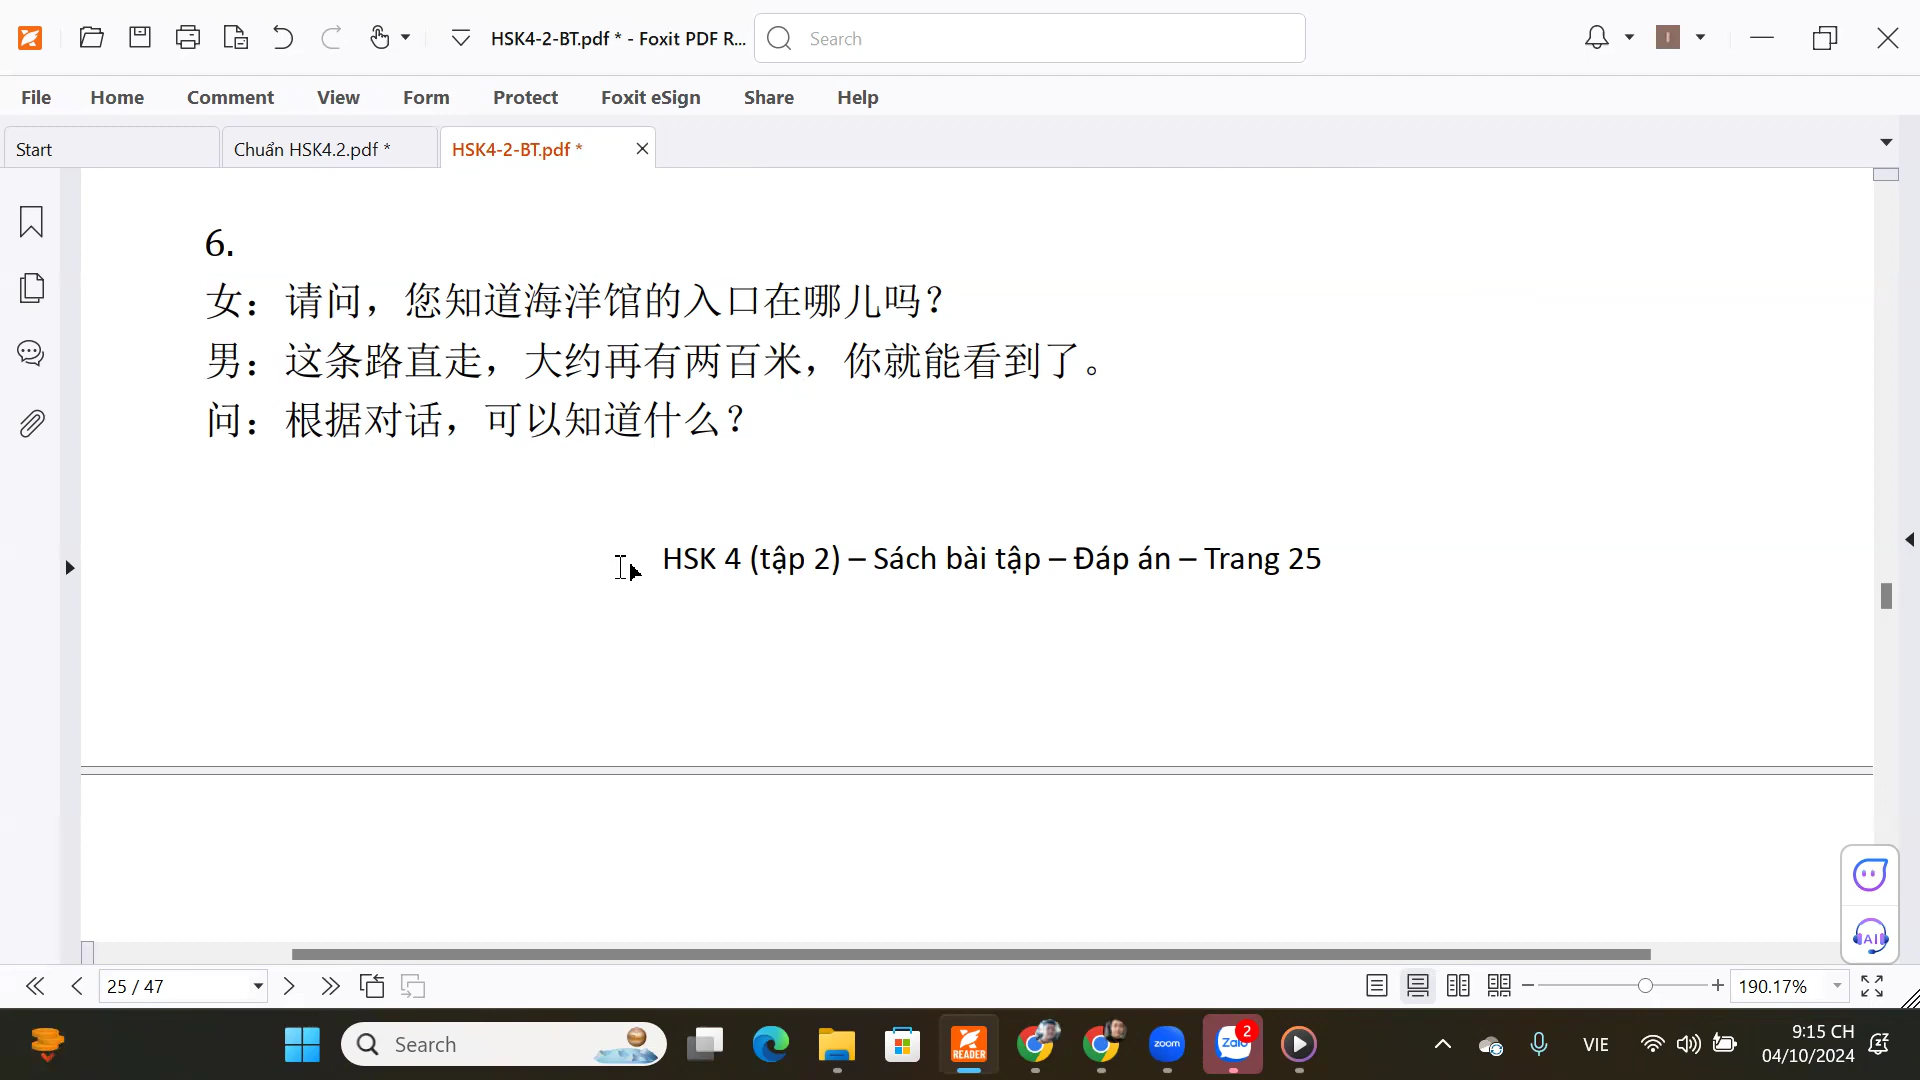 HSK4-2-BT.pdf * - Foxit PDF R...
Search
File Home Comment View Form Protect Foxit eSign Share Help
Start
Chuẩn HSK4.2.pdf *
HSK4-2-BT.pdf *
6.
女：请问，您知道海洋馆的入口在哪儿吗？
男：这条路直走，大约再有两百米，你就能看到了。
问：根据对话，可以知道什么？
HSK 4 (tập 2) – Sách bài tập – Đáp án – Trang 25
AI
25 / 47
190.17%
Search
READER
zoom
Zalo
2
VIE
9:15 CH
04/10/2024